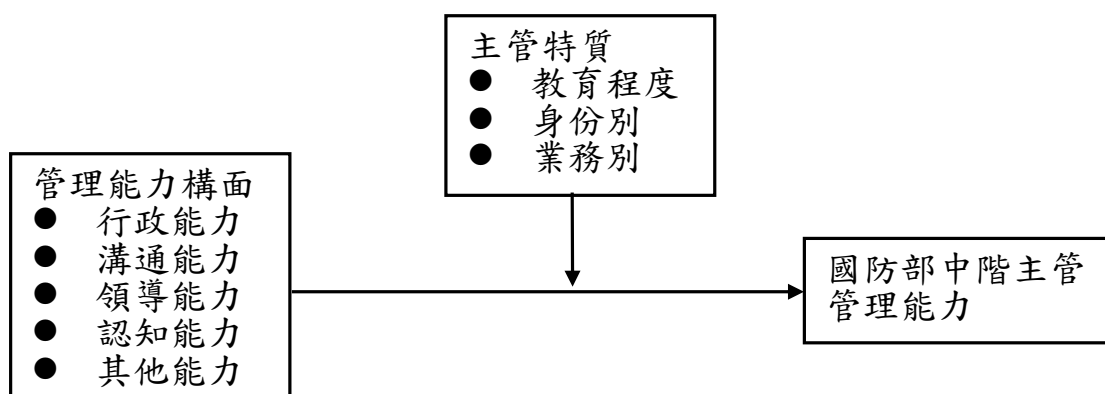 主管特質
● 教育程度
● 身份別
● 業務別
管理能力構面
● 行政能力
● 溝通能力
● 領導能力
● 認知能力
● 其他能力
國防部中階主管
管理能力